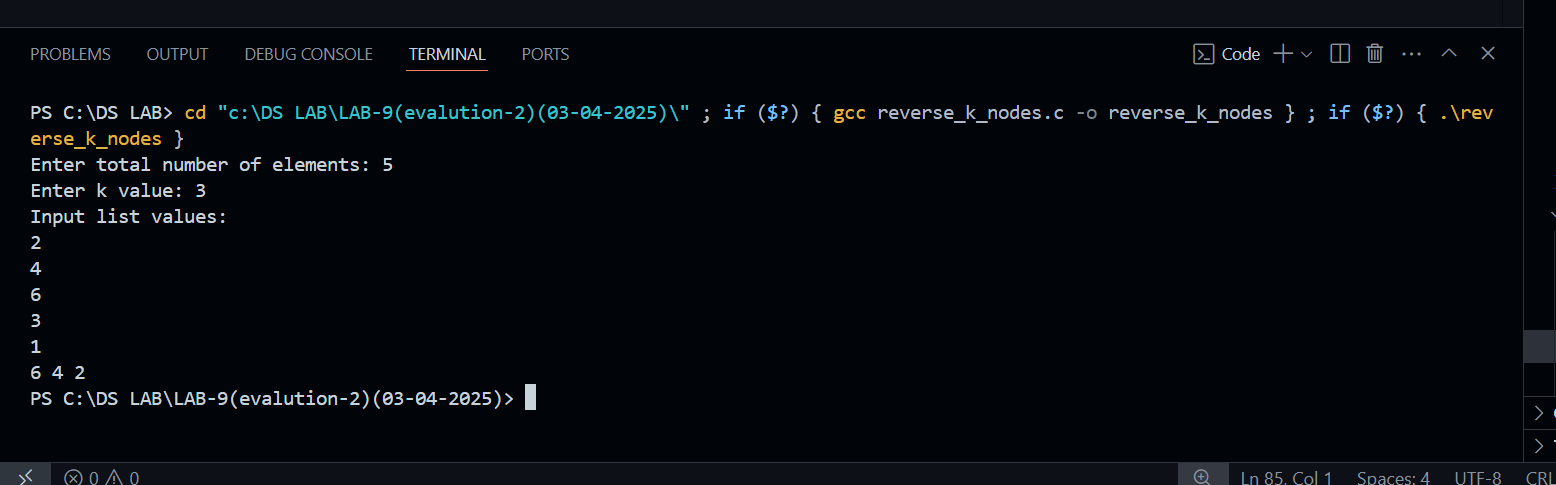 PROBLEMS OUTPUT DEBUG CONSOLE TERMINAL PORTS Code
PS C:\DS LAB> cd "c:\DS LAB\LAB-9(evalution-2)(03-04-2025)\" ; if ($?) { gcc reverse_k_nodes.c -o reverse_k_nodes } ; if ($?) { .\rev
erse_k_nodes }
Enter total number of elements: 5
Enter k value: 3
Input list values:
2
4
6
3
1
6 4 2
PS C:\DS LAB\LAB-9(evalution-2)(03-04-2025)>
0 0 Ln 85, Col 1 Spaces: 4 UTF-8 CRL